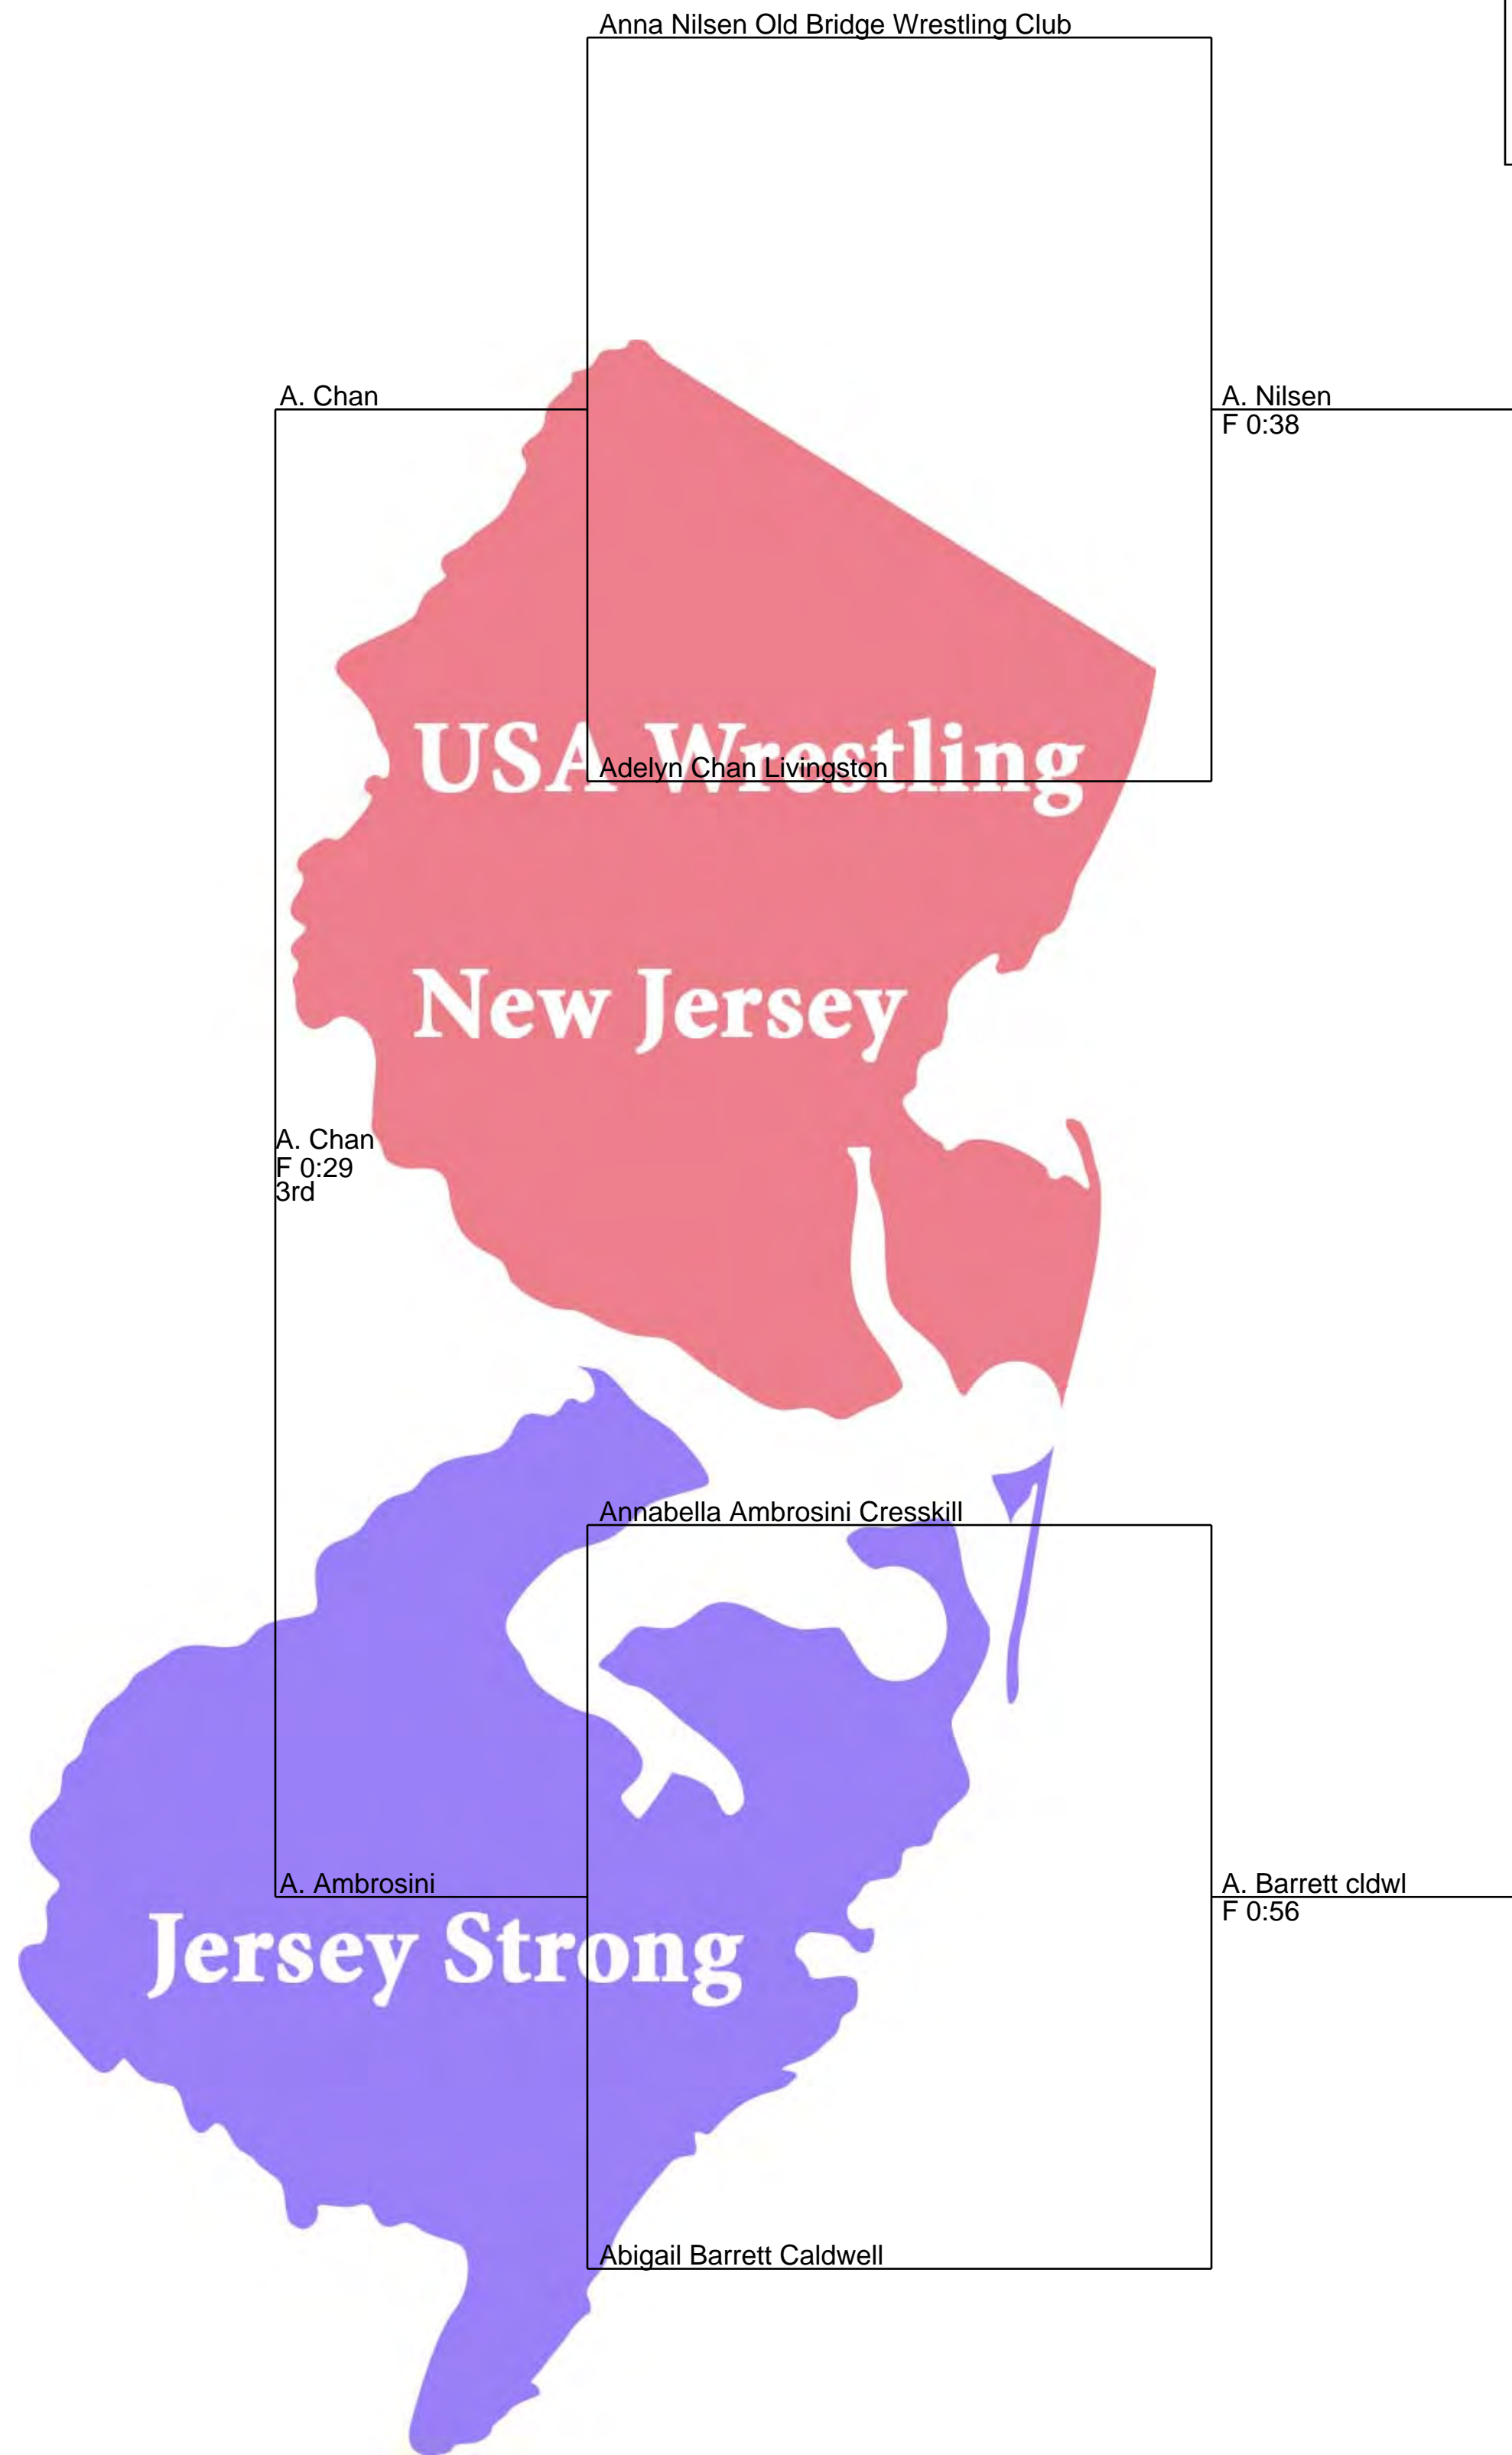 Anna Nilsen Old Bridge Wrestling Club
A. Chan
A. Nilsen
F 0:38
USA Wrestling
Adelyn Chan Livingston
New Jersey
A. Chan
F 0:29
3rd
Annabella Ambrosini Cresskill
A. Ambrosini
A. Barrett cldwl
F 0:56
Jersey Strong
Abigail Barrett Caldwell